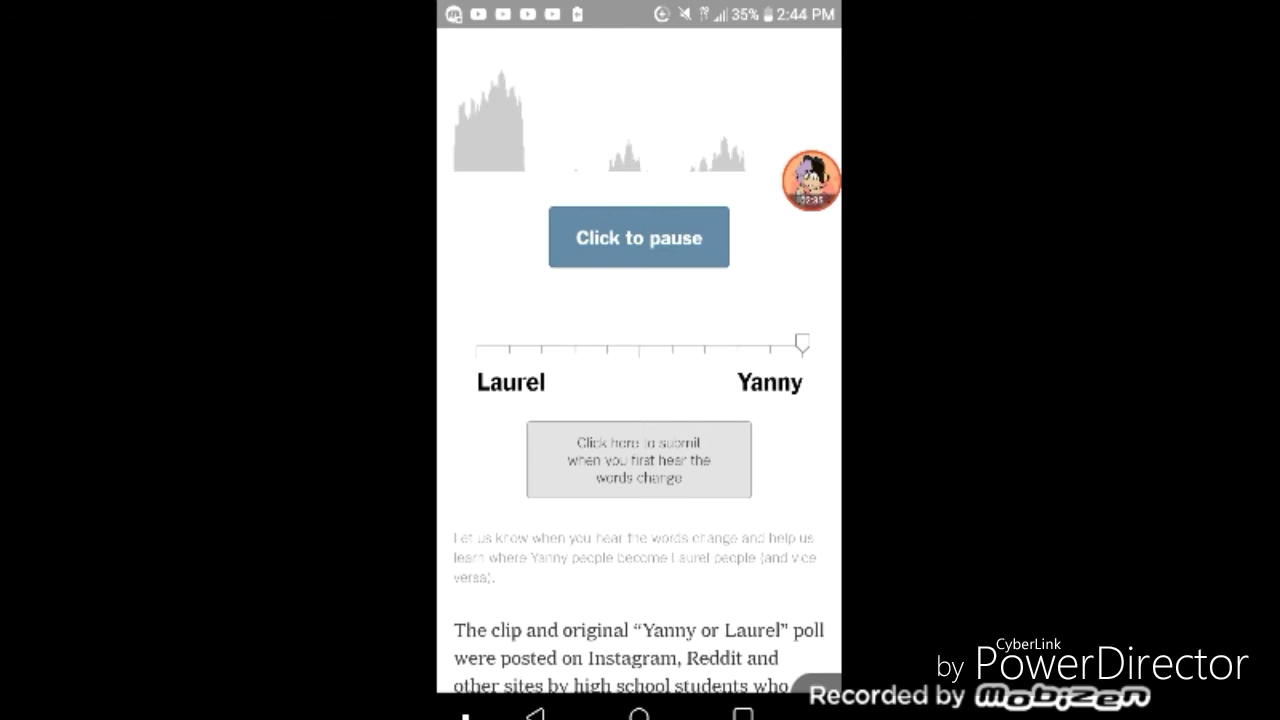 35% 2:44 PM
02:35
Click to pause
Laurel Yanny
Click here to submit
when you first hear the
words change
Let us know when you hear the words change and help us
learn where Yanny people become Laurel people (and vice
versa).
The clip and original “Yanny or Laurel” poll
were posted on Instagram, Reddit and
other sites by high school students who
CyberLink
by PowerDirector
Recorded by mobizen